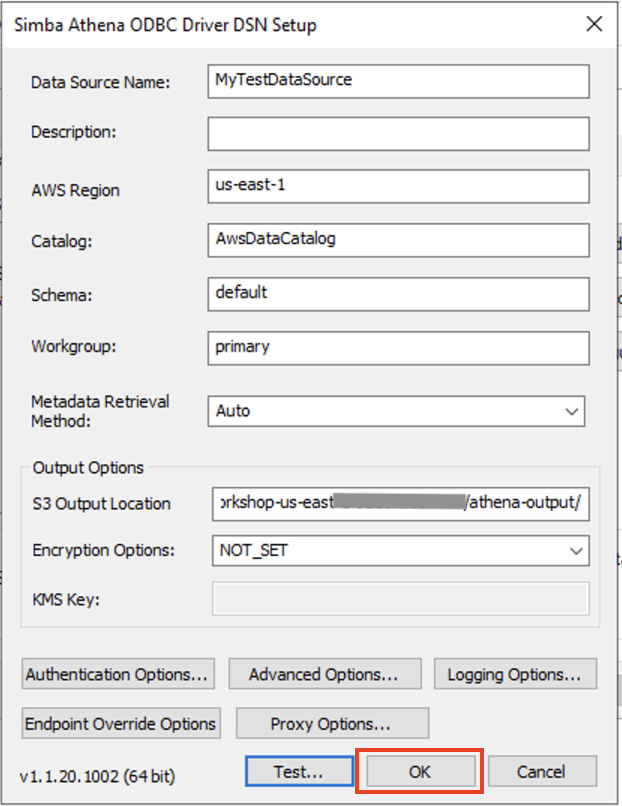 Simba Athena ODBC Driver DSN Setup
Data Source Name: MyTestDataSource
Description:
AWS Region us-east-1
Catalog: AwsDataCatalog
Schema: default
Workgroup: primary
Metadata Retrieval
Method: Auto
Output Options
S3 Output Location orkshop-us-east /athena-output/
Encryption Options: NOT_SET
KMS Key:
Authentication Options... Advanced Options... Logging Options...
Endpoint Override Options Proxy Options...
v1.1.20.1002 (64 bit) Test... OK Cancel